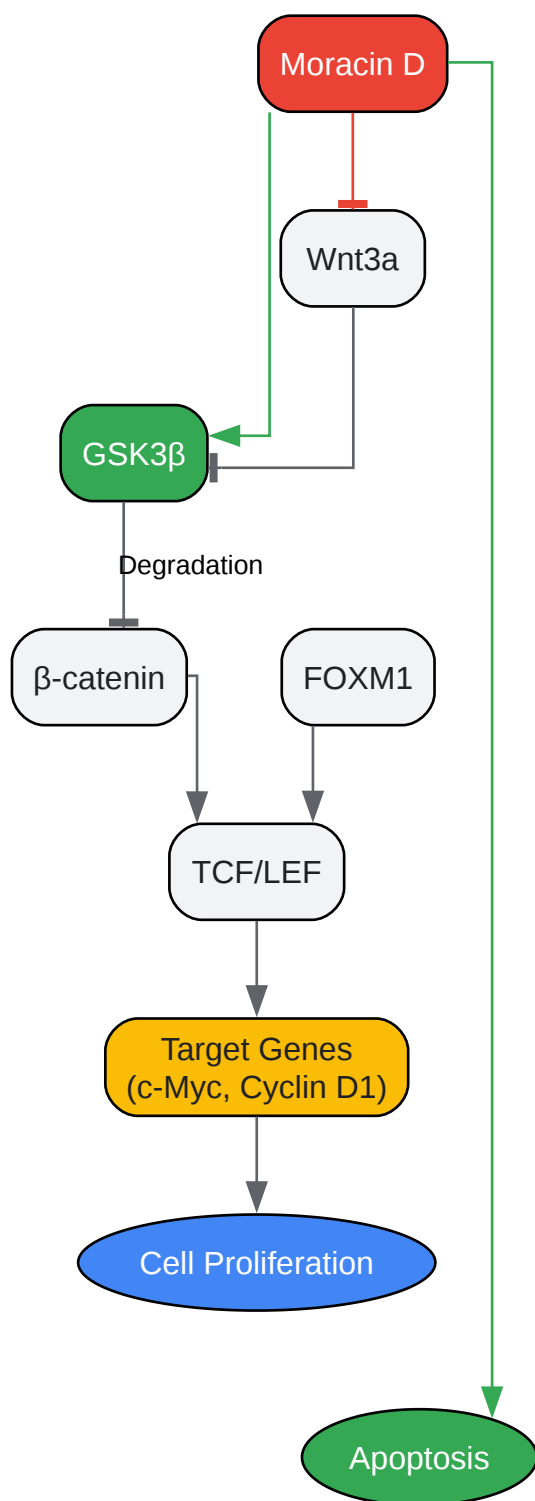 Moracin D
Wnt3a
GSK3β
Degradation
β-catenin
FOXM1
TCF/LEF
Target Genes
(c-Myc, Cyclin D1)
Cell Proliferation
Apoptosis